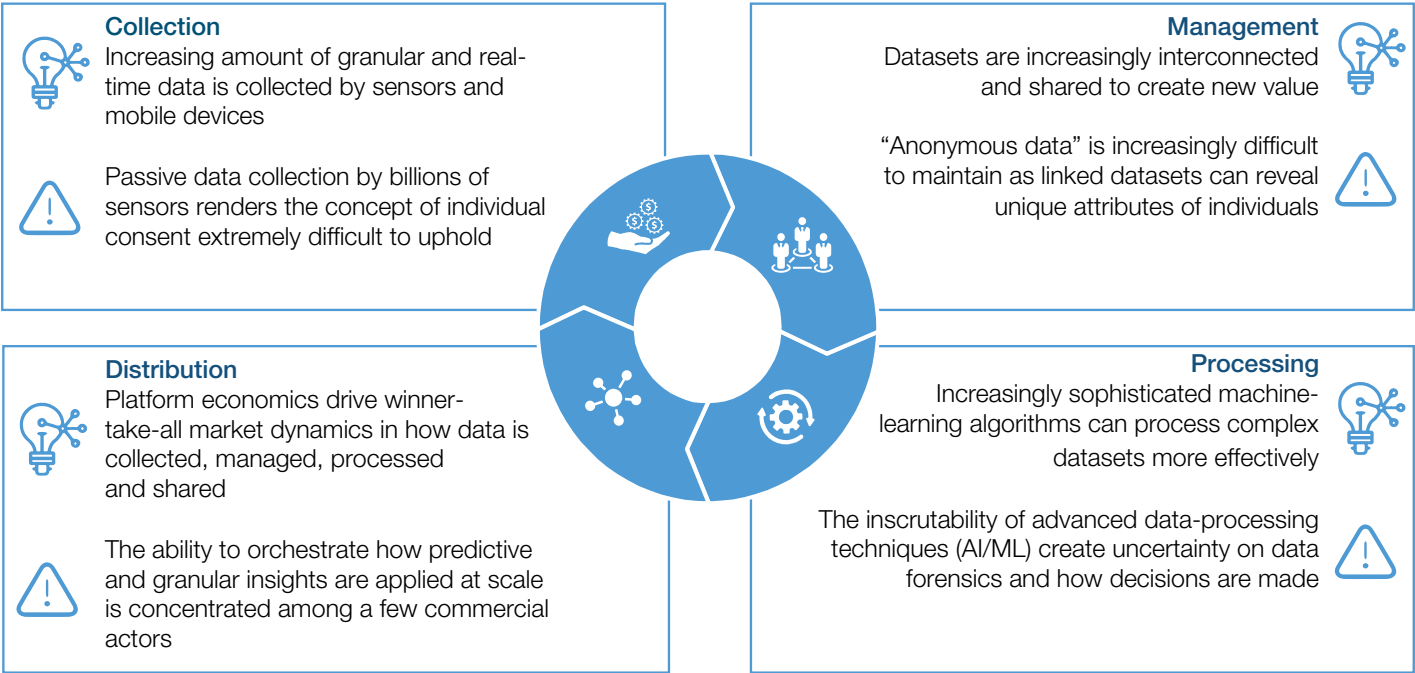 Collection
Increasing amount of granular and real-
time data is collected by sensors and
mobile devices
Passive data collection by billions of
sensors renders the concept of individual
consent extremely difficult to uphold
Management
Datasets are increasingly interconnected
and shared to create new value
“Anonymous data” is increasingly difficult
to maintain as linked datasets can reveal
unique attributes of individuals
Distribution
Platform economics drive winner-
take-all market dynamics in how data is
collected, managed, processed
and shared
The ability to orchestrate how predictive
and granular insights are applied at scale
is concentrated among a few commercial
actors
Processing
Increasingly sophisticated machine-
learning algorithms can process complex
datasets more effectively
The inscrutability of advanced data-processing
techniques (AI/ML) create uncertainty on data
forensics and how decisions are made